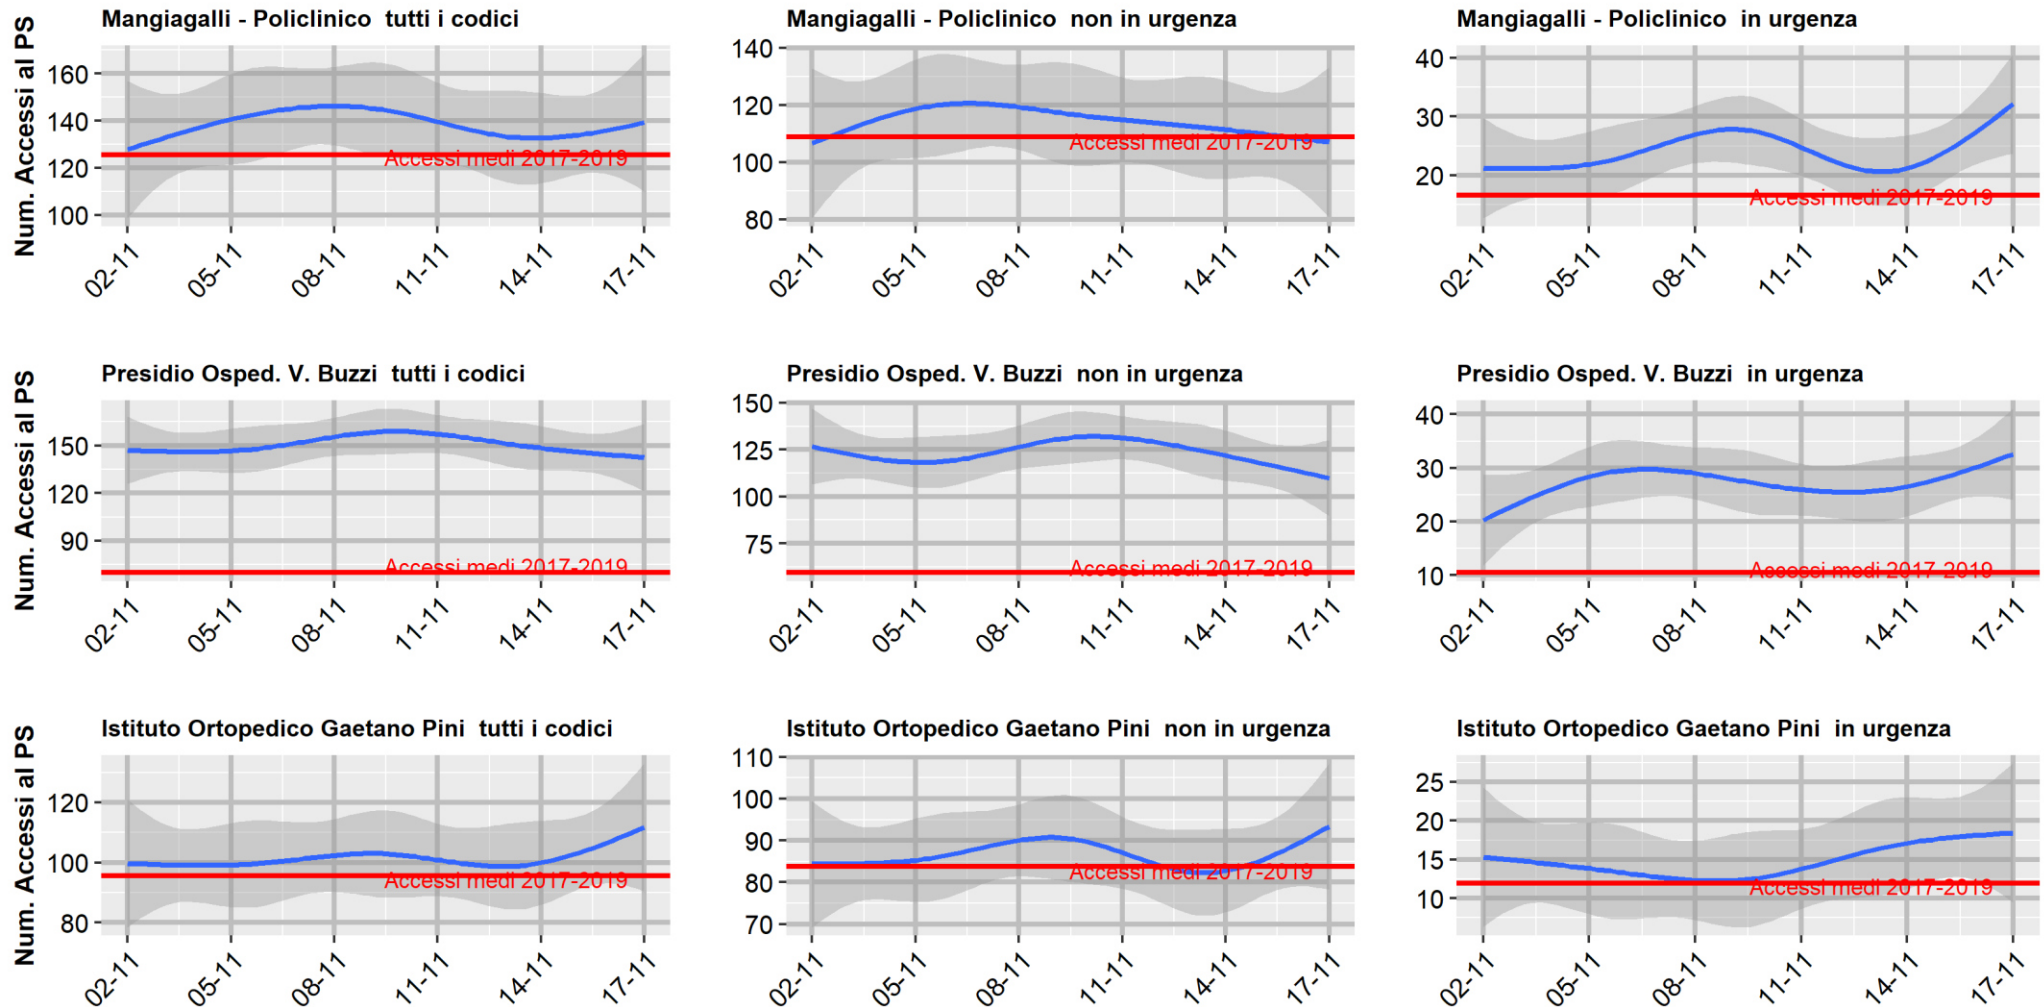 Mangiagalli - Policlinico  tutti i codici
Num. Accessi al PS
160
140
120
100
Accessi medi 2017-2019
02-11 05-11 08-11 11-11 14-11 17-11
Mangiagalli - Policlinico  non in urgenza
140
120
100
80
Accessi medi 2017-2019
02-11 05-11 08-11 11-11 14-11 17-11
Mangiagalli - Policlinico  in urgenza
40
30
20
Accessi medi 2017-2019
02-11 05-11 08-11 11-11 14-11 17-11
Presidio Osped. V. Buzzi  tutti i codici
Num. Accessi al PS
150
120
90
Accessi medi 2017-2019
02-11 05-11 08-11 11-11 14-11 17-11
Presidio Osped. V. Buzzi  non in urgenza
150
125
100
75
Accessi medi 2017-2019
02-11 05-11 08-11 11-11 14-11 17-11
Presidio Osped. V. Buzzi  in urgenza
40
30
20
10
Accessi medi 2017-2019
02-11 05-11 08-11 11-11 14-11 17-11
Istituto Ortopedico Gaetano Pini  tutti i codici
Num. Accessi al PS
120
100
80
Accessi medi 2017-2019
02-11 05-11 08-11 11-11 14-11 17-11
Istituto Ortopedico Gaetano Pini  non in urgenza
110
100
90
80
70
Accessi medi 2017-2019
02-11 05-11 08-11 11-11 14-11 17-11
Istituto Ortopedico Gaetano Pini  in urgenza
25
20
15
10
Accessi medi 2017-2019
02-11 05-11 08-11 11-11 14-11 17-11